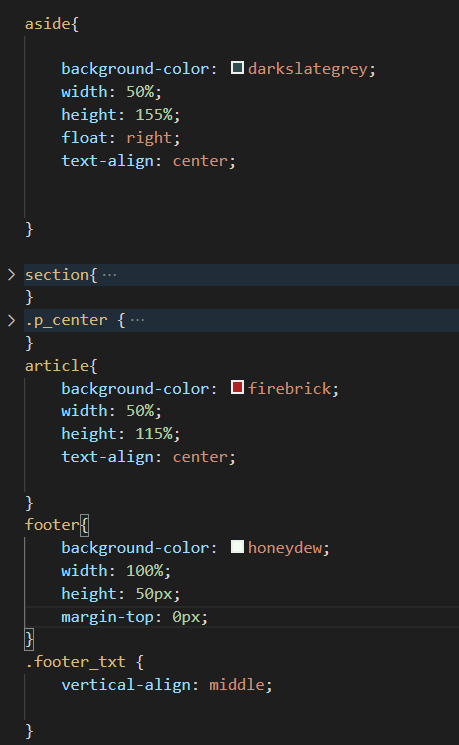 aside{
background-color: darkslategrey;
width: 50%;
height: 155%;
float: right;
text-align: center;
}
section{ ···
}
.p_center { ···
}
article{
background-color: firebrick;
width: 50%;
height: 115%;
text-align: center;
}
footer{
background-color: honeydew;
width: 100%;
height: 50px;
margin-top: 0px;
}
.footer_txt {
vertical-align: middle;
}